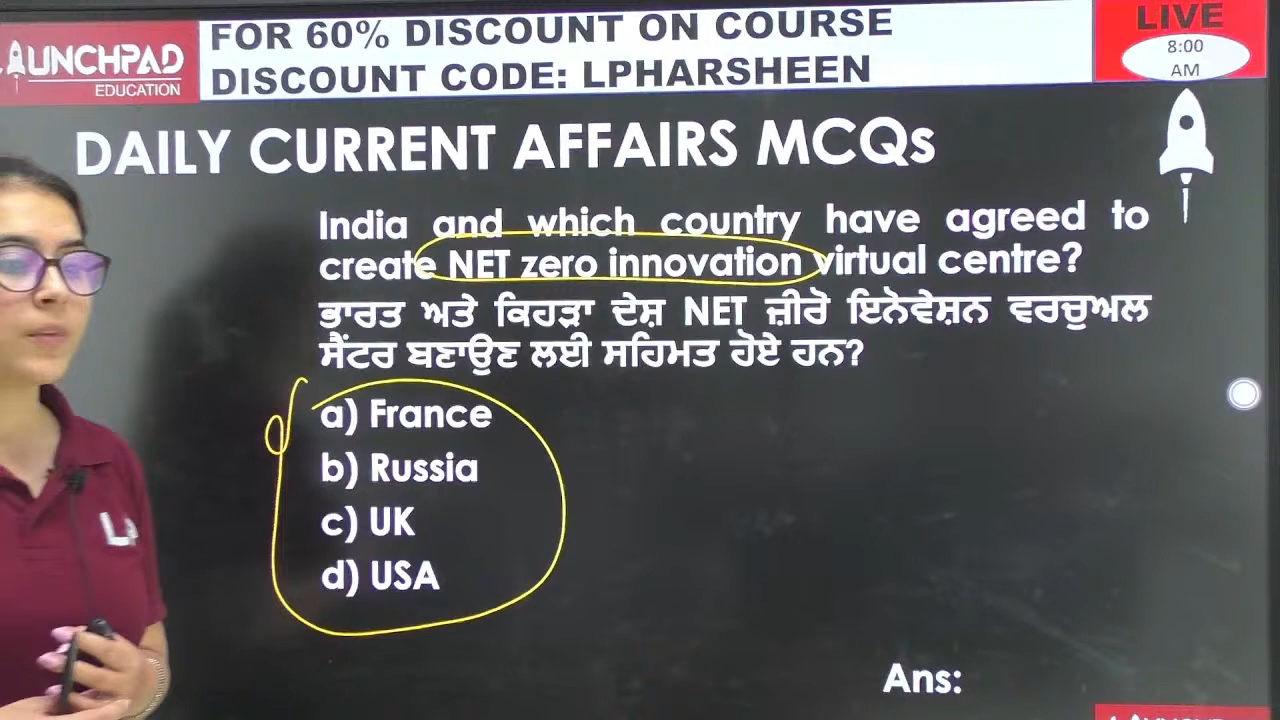 LAUNCHPAD
EDUCATION
FOR 60% DISCOUNT ON COURSE
DISCOUNT CODE: LPHARSHEEN
LIVE
8:00
AM
DAILY CURRENT AFFAIRS MCQs
India and which country have agreed to
create NET zero innovation virtual centre?
ਭਾਰਤ ਅਤੇ ਕਿਹੜਾ ਦੇਸ਼ NET ਜ਼ੀਰੋ ਇਨੋਵੇਸ਼ਨ ਵਰਚੁਅਲ
ਸੈਂਟਰ ਬਣਾਉਣ ਲਈ ਸਹਿਮਤ ਹੋਏ ਹਨ?
a) France
b) Russia
c) UK
d) USA
Ans: